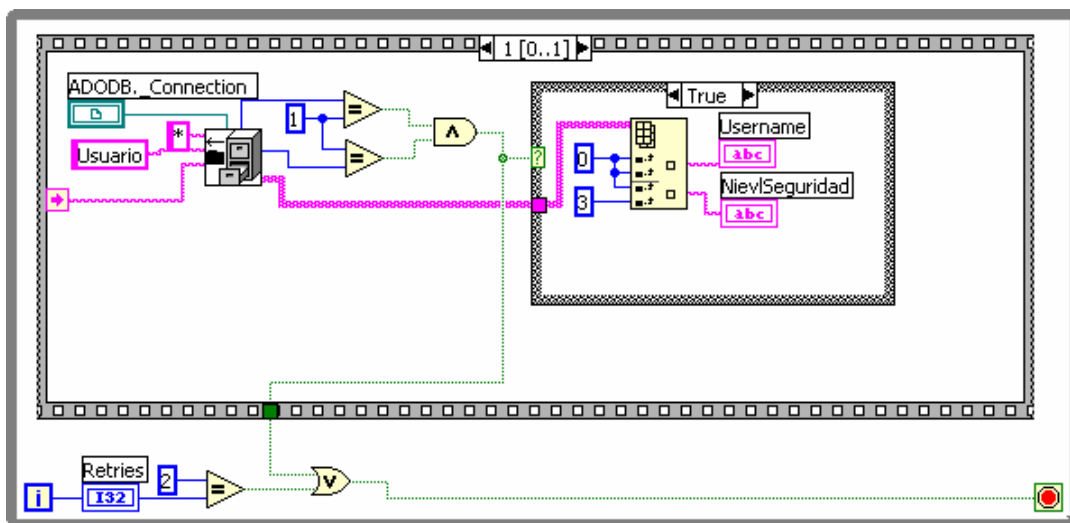 1 [0..1]
ADODB._Connection
True
1
*
Usuario
Username
abc
0
NievlSeguridad
abc
3
?
Retries
2
i
I32